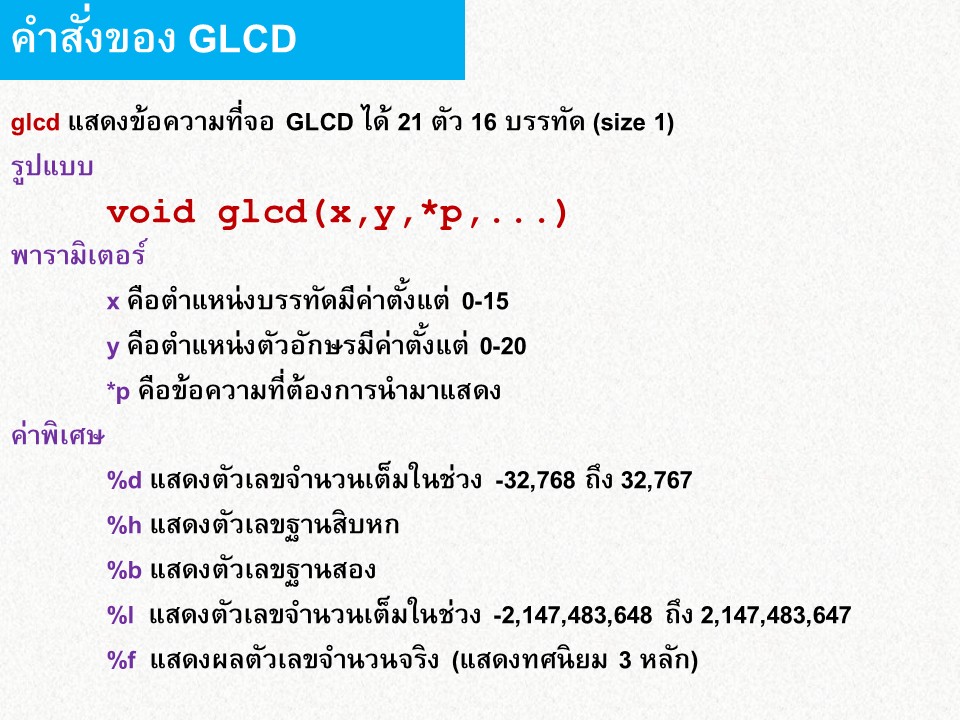 คำสั่งของ GLCD
glcd แสดงข้อความที่จอ GLCD ได้ 21 ตัว 16 บรรทัด (size 1)
รูปแบบ
void glcd(x,y,*p,...)
พารามิเตอร์
x คือตำแหน่งบรรทัดมีค่าตั้งแต่ 0-15
y คือตำแหน่งตัวอักษรมีค่าตั้งแต่ 0-20
*p คือข้อความที่ต้องการนำมาแสดง
ค่าพิเศษ
%d แสดงตัวเลขจำนวนเต็มในช่วง -32,768 ถึง 32,767
%h แสดงตัวเลขฐานสิบหก
%b แสดงตัวเลขฐานสอง
%l แสดงตัวเลขจำนวนเต็มในช่วง -2,147,483,648 ถึง 2,147,483,647
%f แสดงผลตัวเลขจำนวนจริง (แสดงทศนิยม 3 หลัก)